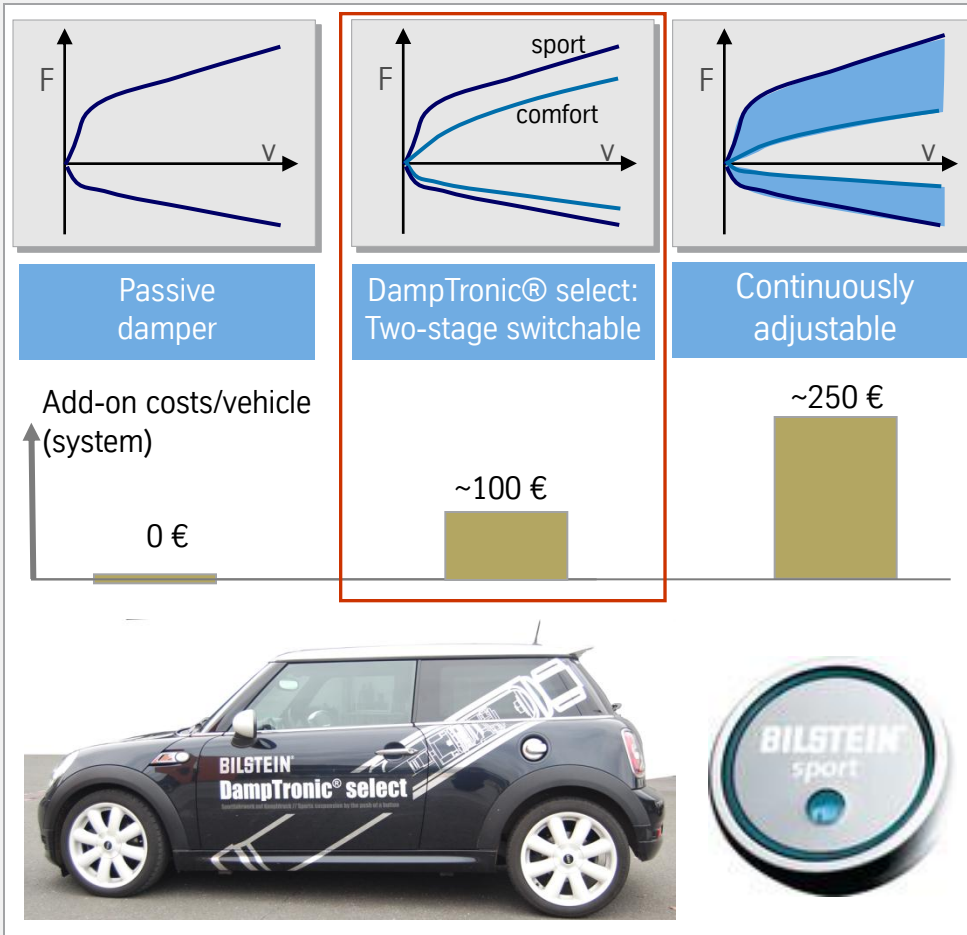 F
v
F
sport
comfort
v
F
v
Passive
damper
DampTronic® select:
Two-stage switchable
Continuously
adjustable
Add-on costs/vehicle
(system)
0 €
~100 €
~250 €
BILSTEIN
DampTronic® select
BILSTEIN
sport